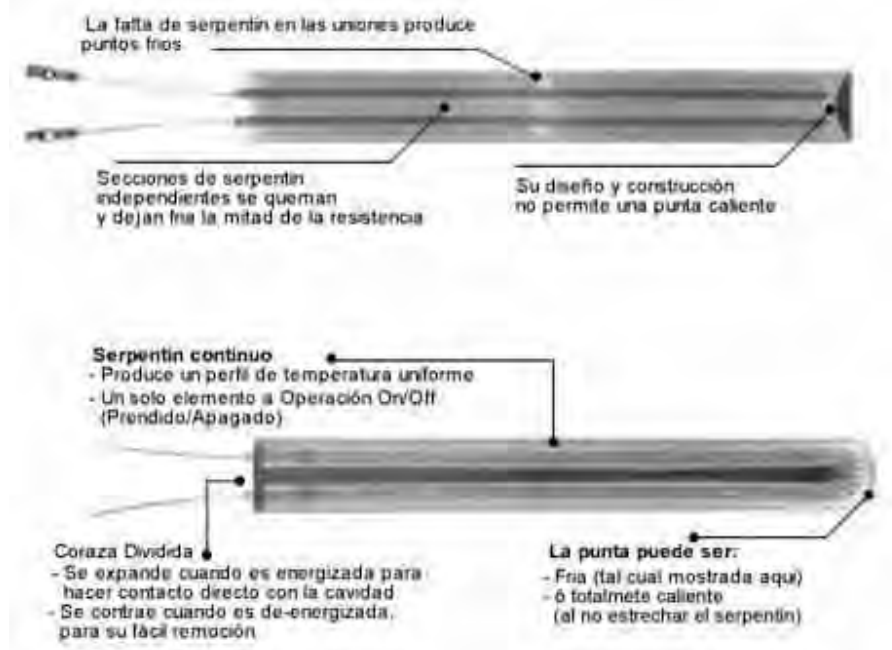 La falta de serpentin en las uniones produce
puntos frios
Secciones de serpentin
independientes se queman
y dejan fria la mitad de la resistencia
Su diseño y construcción
no permite una punta caliente
Serpentin continuo
- Produce un perfil de temperatura uniforme
- Un solo elemento a Operación On/Off
(Prendido/Apagado)
Coraza Dividida
- Se expande cuando es energizada para
hacer contacto directo con la cavidad
- Se contrae cuando es de-energizada,
para su fácil remoción
La punta puede ser:
- Fria (tal cual mostrada aqui)
- ó totalmete caliente
(al no estrechar el serpentin)